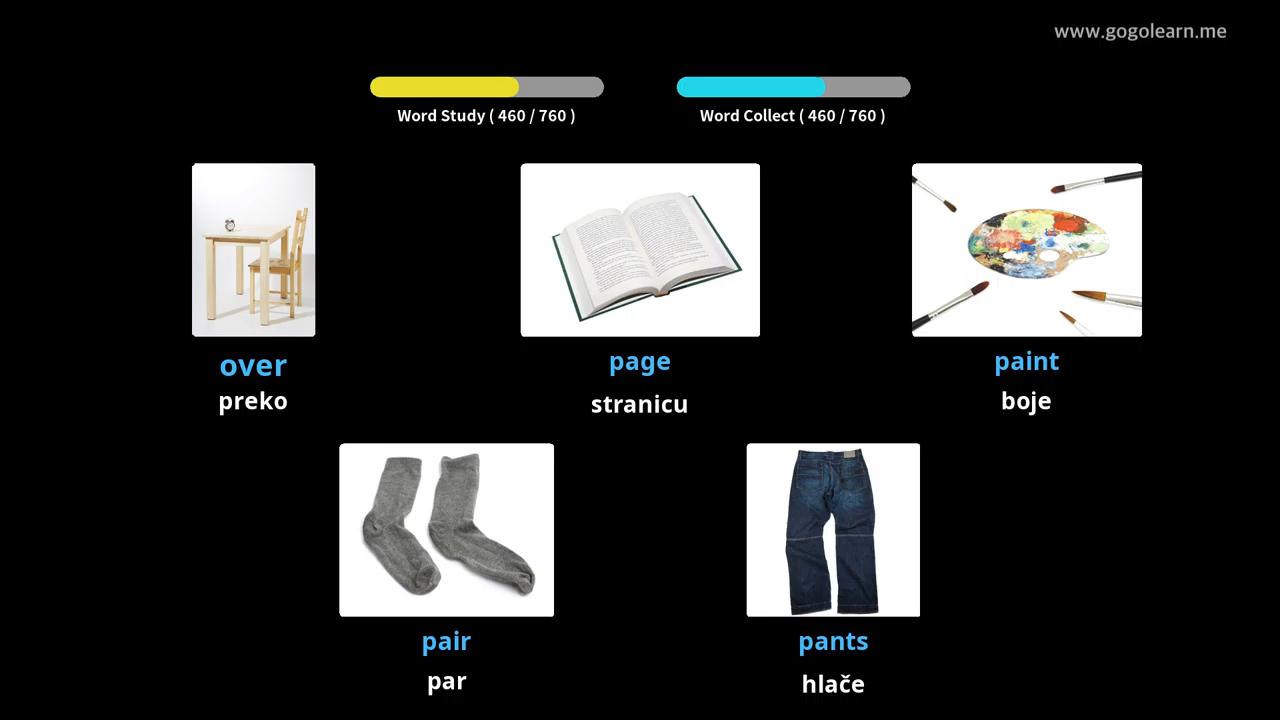 www.gogolearn.me
Word Study ( 460 / 760 )
Word Collect ( 460 / 760 )
over
preko
page
stranicu
paint
boje
pair
par
pants
hlače